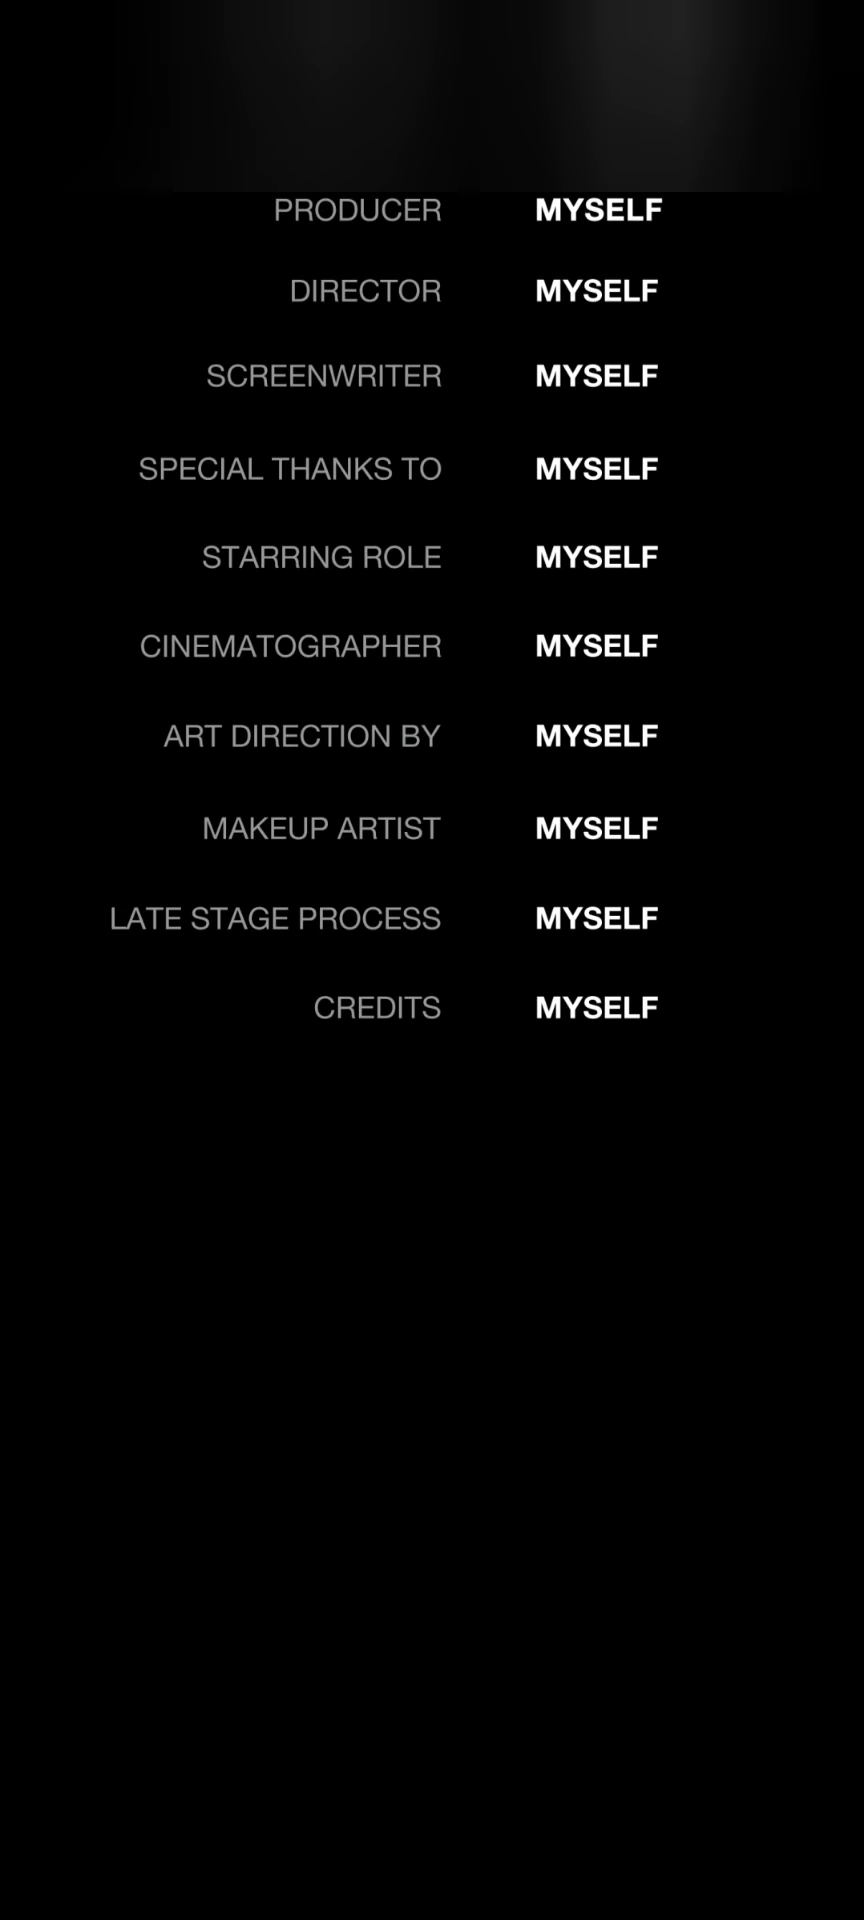 PRODUCER MYSELF
DIRECTOR MYSELF
SCREENWRITER MYSELF
SPECIAL THANKS TO MYSELF
STARRING ROLE MYSELF
CINEMATOGRAPHER MYSELF
ART DIRECTION BY MYSELF
MAKEUP ARTIST MYSELF
LATE STAGE PROCESS MYSELF
CREDITS MYSELF